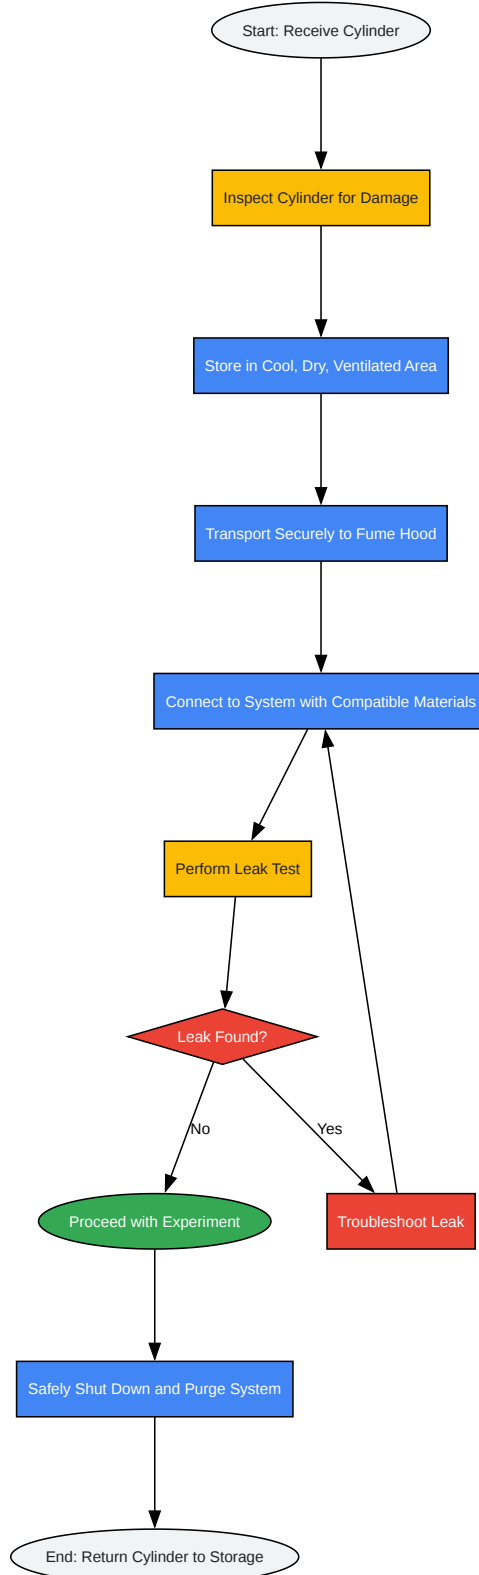 Start: Receive Cylinder
Inspect Cylinder for Damage
Store in Cool, Dry, Ventilated Area
Transport Securely to Fume Hood
Connect to System with Compatible Materials
Perform Leak Test
Leak Found?
No
Yes
Proceed with Experiment
Troubleshoot Leak
Safely Shut Down and Purge System
End: Return Cylinder to Storage